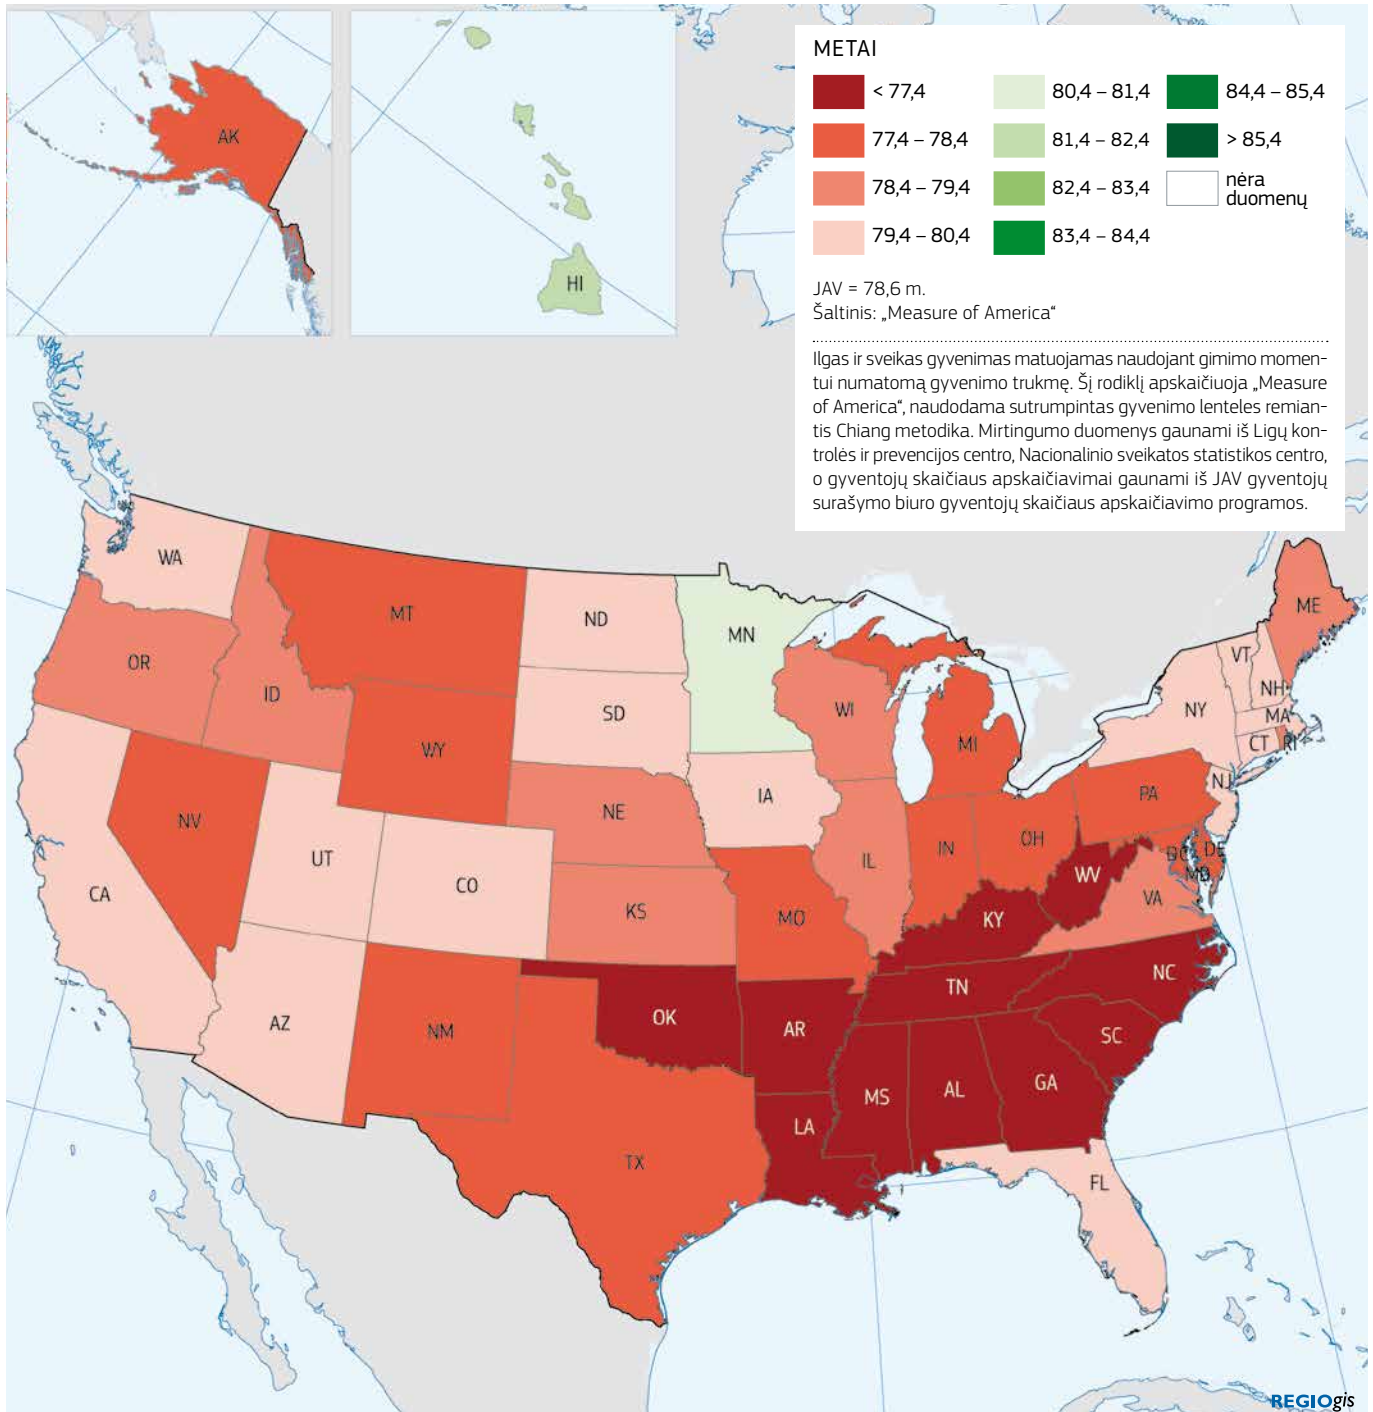 METAI
< 77,4
77,4 – 78,4
78,4 – 79,4
79,4 – 80,4
80,4 – 81,4
81,4 – 82,4
82,4 – 83,4
83,4 – 84,4
84,4 – 85,4
> 85,4
nėra
duomenų
JAV = 78,6 m.
Šaltinis: „Measure of America“
Ilgas ir sveikas gyvenimas matuojamas naudojant gimimo momen-
tui numatomą gyvenimo trukmę. Šį rodiklį apskaičiuoja „Measure
of America“, naudodama sutrumpintas gyvenimo lenteles remian-
tis Chiang metodika. Mirtingumo duomenys gaunami iš Ligų kon-
trolės ir prevencijos centro, Nacionalinio sveikatos statistikos centro,
o gyventojų skaičiaus apskaičiavimai gaunami iš JAV gyventojų
surašymo biuro gyventojų skaičiaus apskaičiavimo programos.
AK
HI
WA
MT
ND
MN
ME
OR
ID
SD
WI
VT
NH
NY
MA
WY
MI
CT
RI
NV
NE
IA
NJ
PA
UT
CO
IL
IN
OH
DC
DE
MD
CA
KS
MO
WV
VA
KY
AZ
NM
OK
AR
TN
NC
SC
MS
AL
GA
LA
TX
FL
REGIOgis